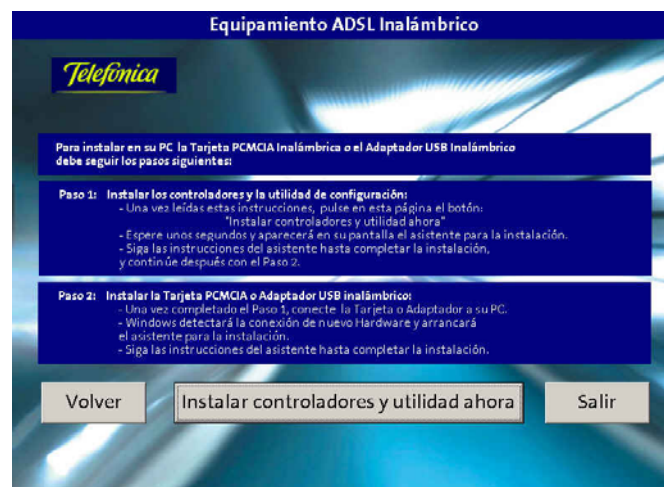 Equipamiento ADSL Inalámbrico
Telefónica
Para instalar en su PC la Tarjeta PCMCIA Inalámbrica o el Adaptador USB Inalámbrico
debe seguir los pasos siguientes:
Paso 1: Instalar los controladores y la utilidad de configuración:
- Una vez leídas estas instrucciones, pulse en esta página el botón:
"Instalar controladores y utilidad ahora"
- Espere unos segundos y aparecerá en su pantalla el asistente para la instalación.
- Siga las instrucciones del asistente hasta completar la instalación,
y continúe después con el Paso 2.
Paso 2: Instalar la Tarjeta PCMCIA o Adaptador USB inalámbrico:
- Una vez completado el Paso 1, conecte la Tarjeta o Adaptador a su PC.
- Windows detectará la conexión de nuevo Hardware y arrancará
el asistente para la instalación.
- Siga las instrucciones del asistente hasta completar la instalación.
Volver
Instalar controladores y utilidad ahora
Salir